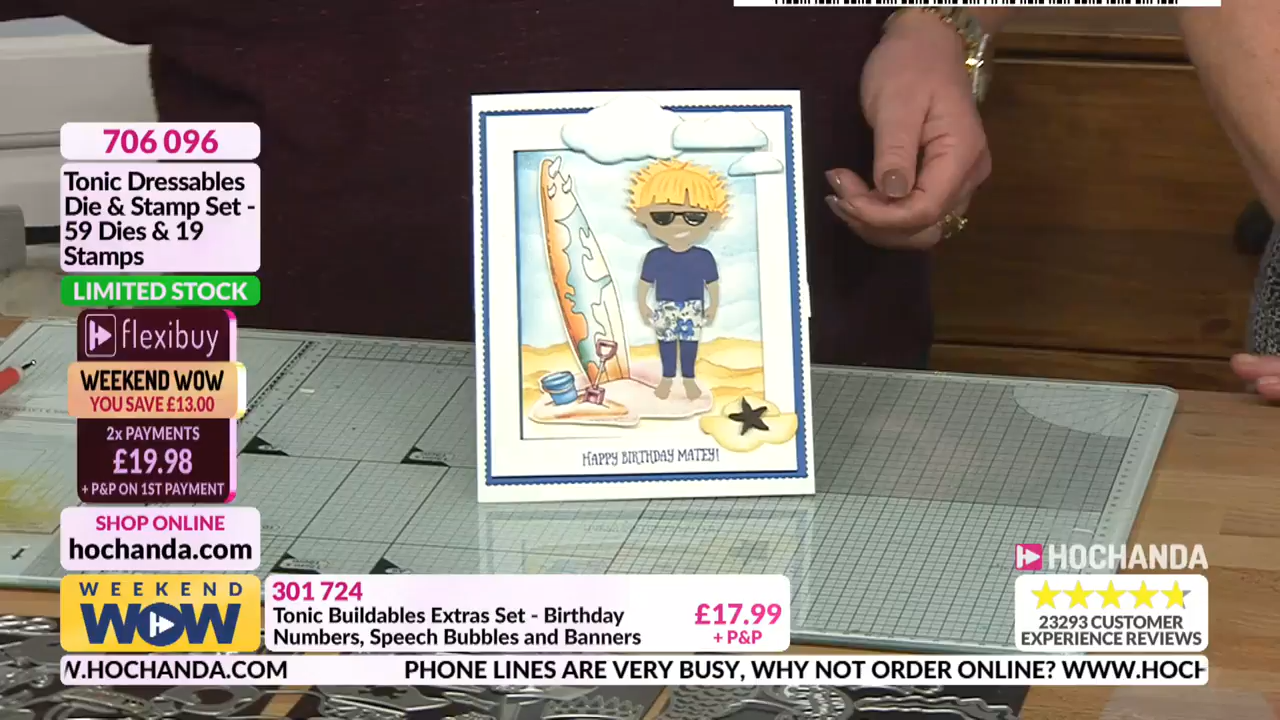 706 096
Tonic Dressables
Die & Stamp Set -
59 Dies & 19
Stamps
LIMITED STOCK
flexibuy
WEEKEND WOW
YOU SAVE £13.00
2x PAYMENTS
£19.98
+ P&P ON 1ST PAYMENT
SHOP ONLINE
hochanda.com
WEEKEND
WOW
301 724
Tonic Buildables Extras Set - Birthday
Numbers, Speech Bubbles and Banners
£17.99
+ P&P
HAPPY BIRTHDAY MATEY!
HOCHANDA
23293 CUSTOMER
EXPERIENCE REVIEWS
W.HOCHANDA.COM PHONE LINES ARE VERY BUSY, WHY NOT ORDER ONLINE? WWW.HOCH